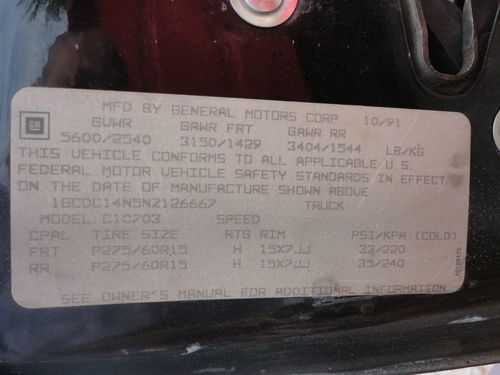 MFD BY GENERAL MOTORS CORP 10/91
GM GVWR GAWR FRT GAWR RR
5600/2540 3150/1429 3404/1544 LB/KG
THIS VEHICLE CONFORMS TO ALL APPLICABLE U.S.
FEDERAL MOTOR VEHICLE SAFETY STANDARDS IN EFFECT
ON THE DATE OF MANUFACTURE SHOWN ABOVE.
1GCDC14N5NZ126667 TRUCK
MODEL: C10703 SPEED
CPAL TIRE SIZE RTG RIM PSI/KPA (COLD)
FRT P275/60R15 H 15X7JJ 32/220
RR P275/60R15 H 15X7JJ 35/240
SEE OWNER'S MANUAL FOR ADDITIONAL INFORMATION